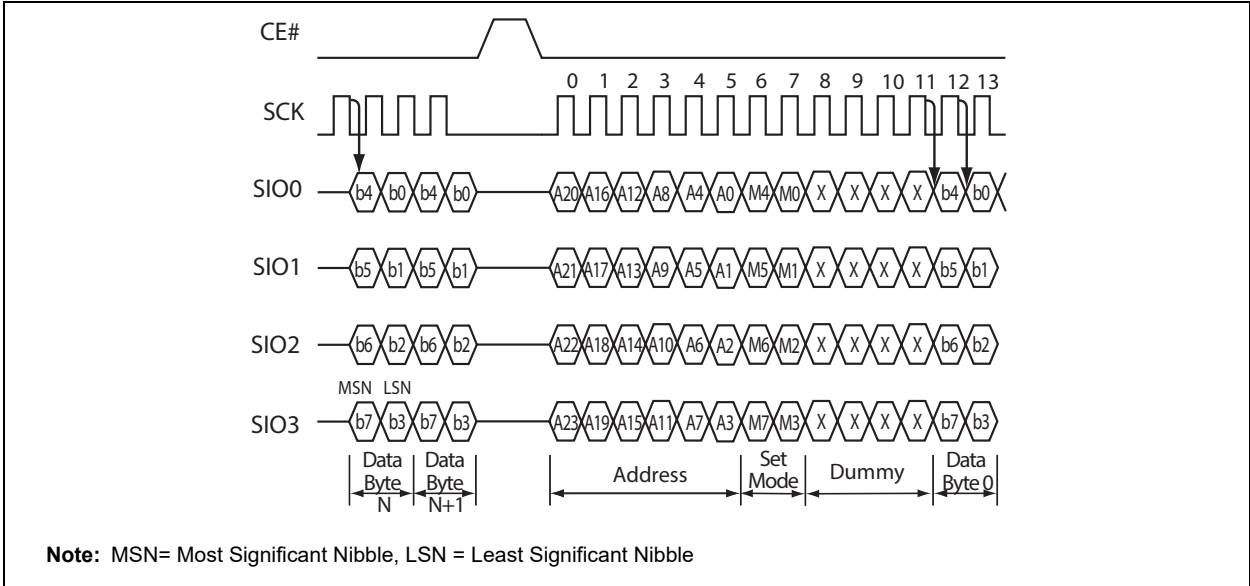 CE#
0 1 2 3 4 5 6 7 8 9 10 11 12 13
SCK
SIO0 b4 b0 b4 b0 A20 A16 A12 A8 A4 A0 M4 M0 X X X X b4 b0
SIO1 b5 b1 b5 b1 A21 A17 A13 A9 A5 A1 M5 M1 X X X X b5 b1
SIO2 b6 b2 b6 b2 A22 A18 A14 A10 A6 A2 M6 M2 X X X X b6 b2
MSN LSN
SIO3 b7 b3 b7 b3 A23 A19 A15 A11 A7 A3 M7 M3 X X X X b7 b3
Data Byte N Data Byte N+1 Address Set Mode Dummy Data Byte 0
Note: MSN= Most Significant Nibble, LSN = Least Significant Nibble